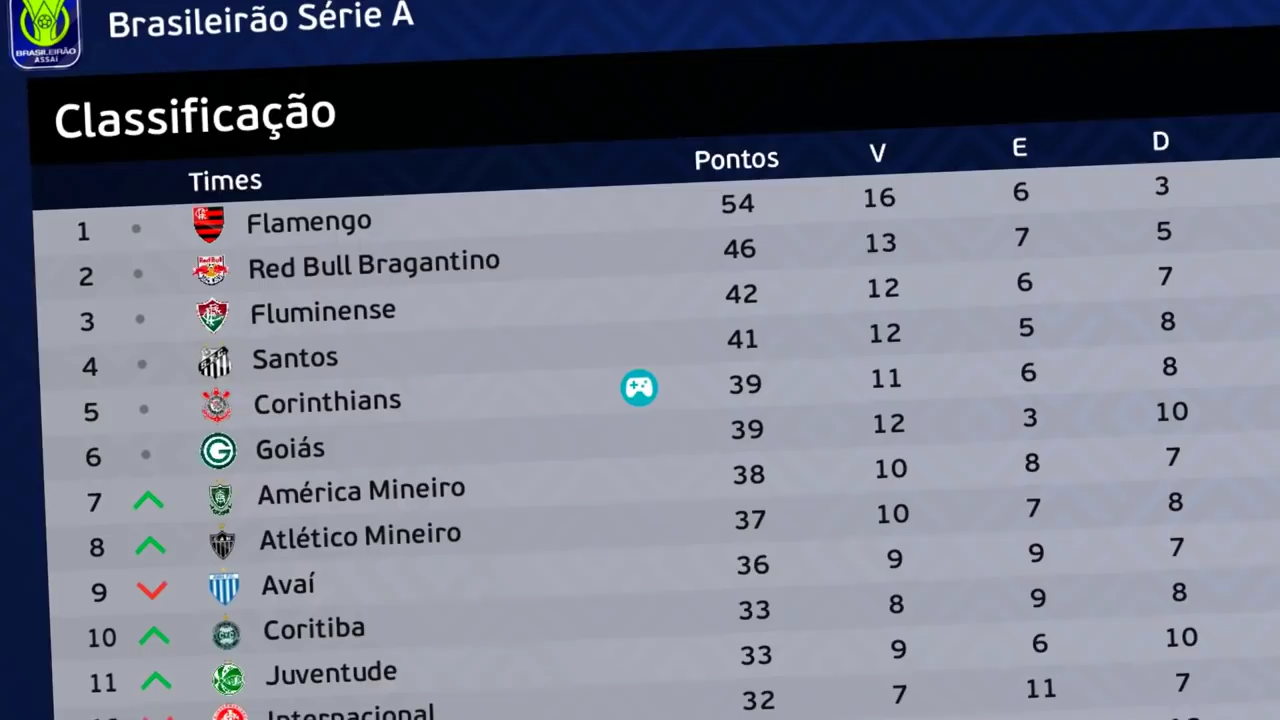 Brasileirão Série A
BRASILEIRÃO
ASSAÍ
Classificação
Times Pontos V E D
1 Flamengo 54 16 6 3
2 Red Bull Bragantino 46 13 7 5
3 Fluminense 42 12 6 7
4 Santos 41 12 5 8
5 Corinthians 39 11 6 8
6 Goiás 39 12 3 10
7 América Mineiro 38 10 8 7
8 Atlético Mineiro 37 10 7 8
9 Avaí 36 9 9 7
10 Coritiba 33 8 9 8
11 Juventude 33 9 6 10
Internacional 32 7 11 7